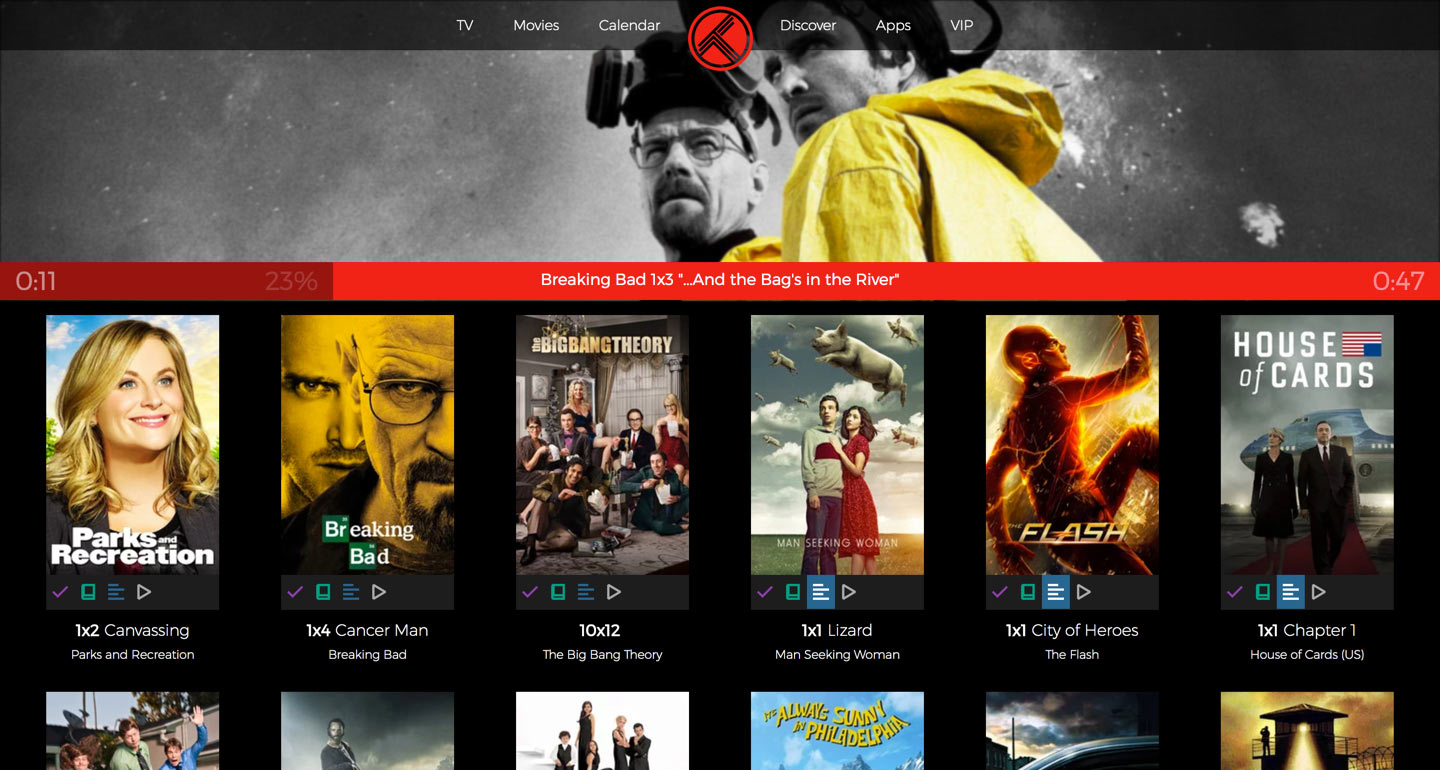 TV Movies Calendar Discover Apps VIP
0:11 23% Breaking Bad 1x3 "...And the Bag's in the River" 0:47
Parks and Recreation
Breaking Bad
the BIGBANG THEORY
MAN SEEKING WOMAN
THE FLASH
HOUSE of CARDS
1x2 Canvassing
Parks and Recreation
1x4 Cancer Man
Breaking Bad
10x12
The Big Bang Theory
1x1 Lizard
Man Seeking Woman
1x1 City of Heroes
The Flash
1x1 Chapter 1
House of Cards (US)
IT'S ALWAYS SUNNY
IN PHILADELPHIA